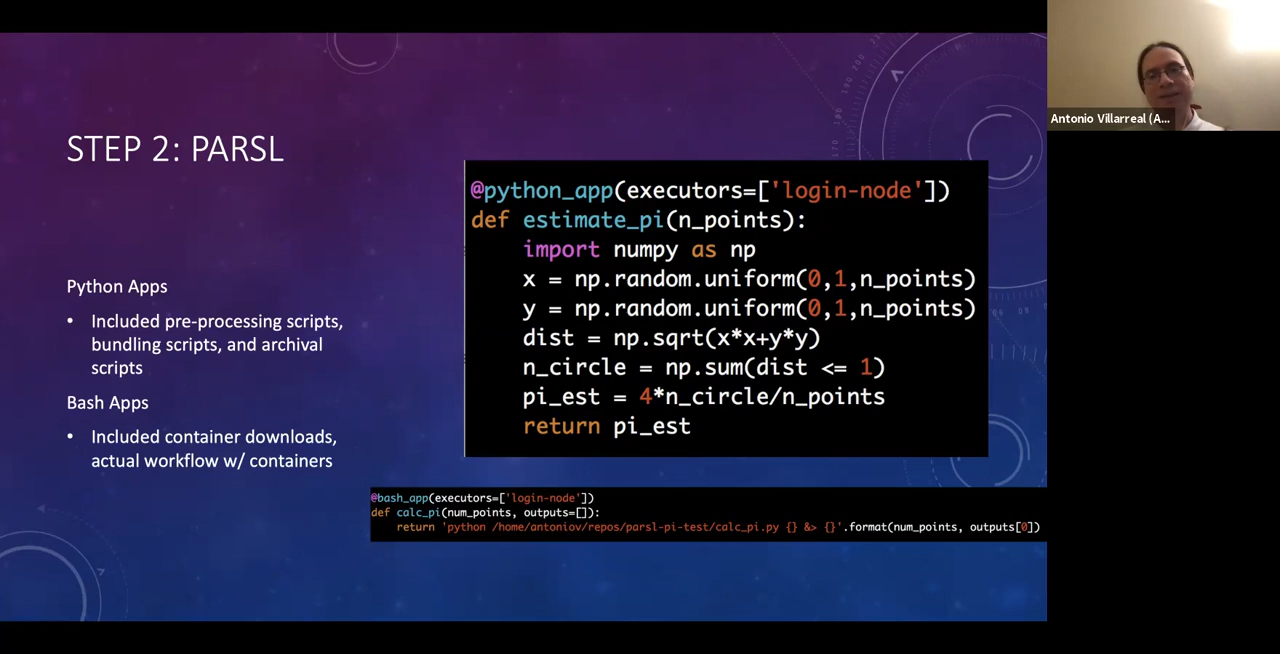 STEP 2: PARSL
Python Apps
• Included pre-processing scripts,
bundling scripts, and archival
scripts
Bash Apps
• Included container downloads,
actual workflow w/ containers
@python_app(executors=['login-node'])
def estimate_pi(n_points):
    import numpy as np
    x = np.random.uniform(0,1,n_points)
    y = np.random.uniform(0,1,n_points)
    dist = np.sqrt(x*x+y*y)
    n_circle = np.sum(dist <= 1)
    pi_est = 4*n_circle/n_points
    return pi_est
@bash_app(executors=['login-node'])
def calc_pi(num_points, outputs=[]):
    return 'python /home/antoniov/repos/parsl-pi-test/calc_pi.py {} &> {}'.format(num_points, outputs[0])
Antonio Villarreal (A...